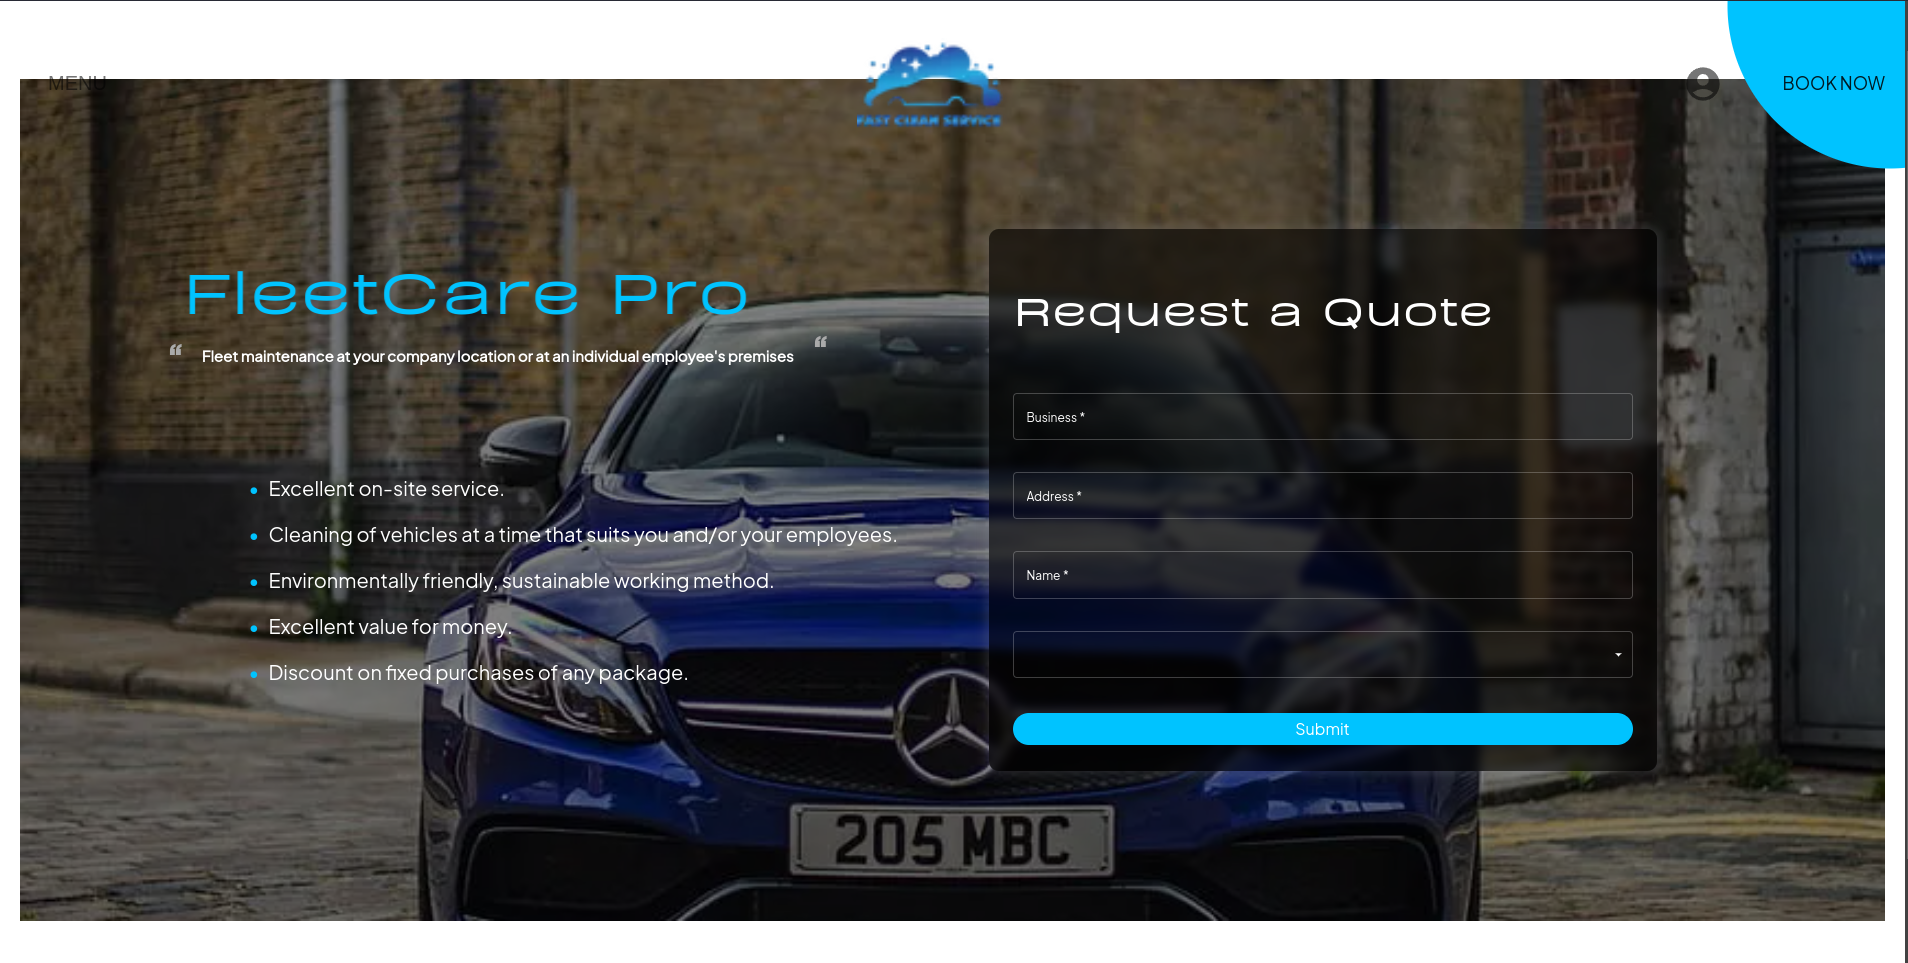 MENU
FAST CLEAN SERVICE
BOOK NOW
FleetCare Pro
“ Fleet maintenance at your company location or at an individual employee's premises “
• Excellent on-site service.
• Cleaning of vehicles at a time that suits you and/or your employees.
• Environmentally friendly, sustainable working method.
• Excellent value for money.
• Discount on fixed purchases of any package.
Request a Quote
Business *
Address *
Name *
Submit
205 MBC